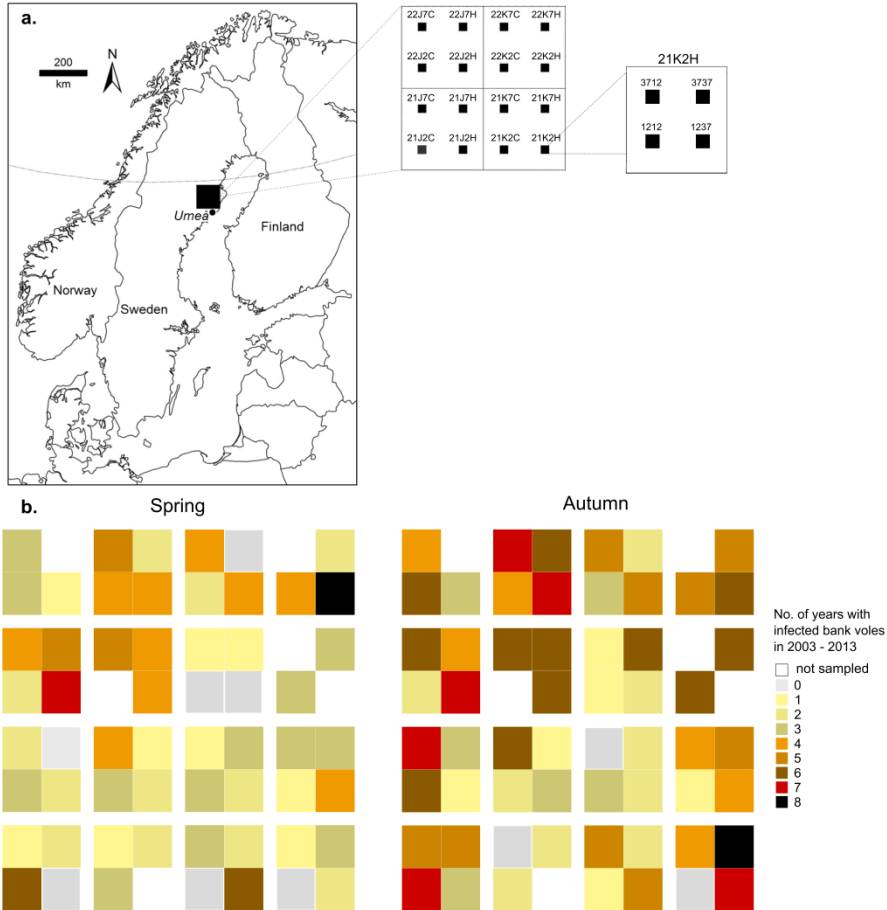 a.
200
km
N
Umeå
Norway
Sweden
Finland
22J7C 22J7H 22K7C 22K7H
22J2C 22J2H 22K2C 22K2H
21J7C 21J7H 21K7C 21K7H
21J2C 21J2H 21K2C 21K2H
21K2H
3712 3737
1212 1237
b.
Spring
Autumn
No. of years with
infected bank voles
in 2003 - 2013
not sampled
0
1
2
3
4
5
6
7
8